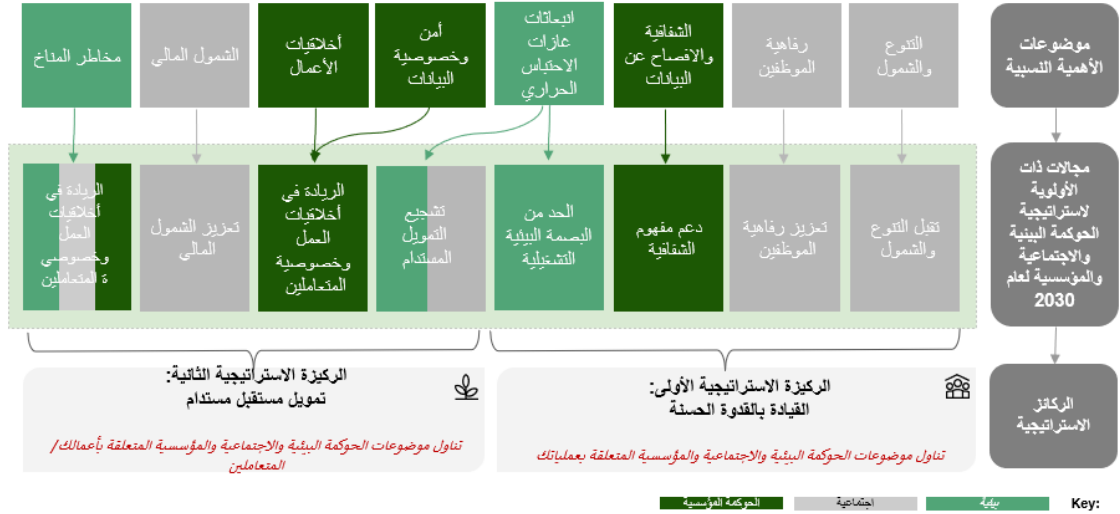 موضوعات
الأهمية النسبية
التنوع
والشمول
رفاهية
الموظفين
الشفافية
والافصاح عن
البيانات
انبعاثات
غازات
الاحتباس
الحراري
أمن
وخصوصية
البيانات
أخلاقيات
الأعمال
الشمول المالي
مخاطر المناخ
مجالات ذات
الأولوية
لاستراتيجية
الحوكمة البيئية
والاجتماعية
والمؤسسية لعام
2030
تقبل التنوع
والشمول
تعزيز رفاهية
الموظفين
دعم مفهوم
الشفافية
الحد من
البصمة البيئية
التشغيلية
تشجيع
التمويل
المستدام
الريادة في
أخلاقيات
العمل
وخصوصية
المتعاملين
تعزيز الشمول
المالي
الريادة في
أخلاقيات
العمل
وخصوصي
ة المتعاملين
الركائز
الاستراتيجية
الركيزة الاستراتيجية الأولى:
القيادة بالقدوة الحسنة
تناول موضوعات الحوكمة البيئية والاجتماعية والمؤسسية المتعلقة بعملياتك
الركيزة الاستراتيجية الثانية:
تمويل مستقبل مستدام
تناول موضوعات الحوكمة البيئية والاجتماعية والمؤسسية المتعلقة بأعمالك/
المتعاملين
Key:
بيئية
اجتماعية
الحوكمة المؤسسية